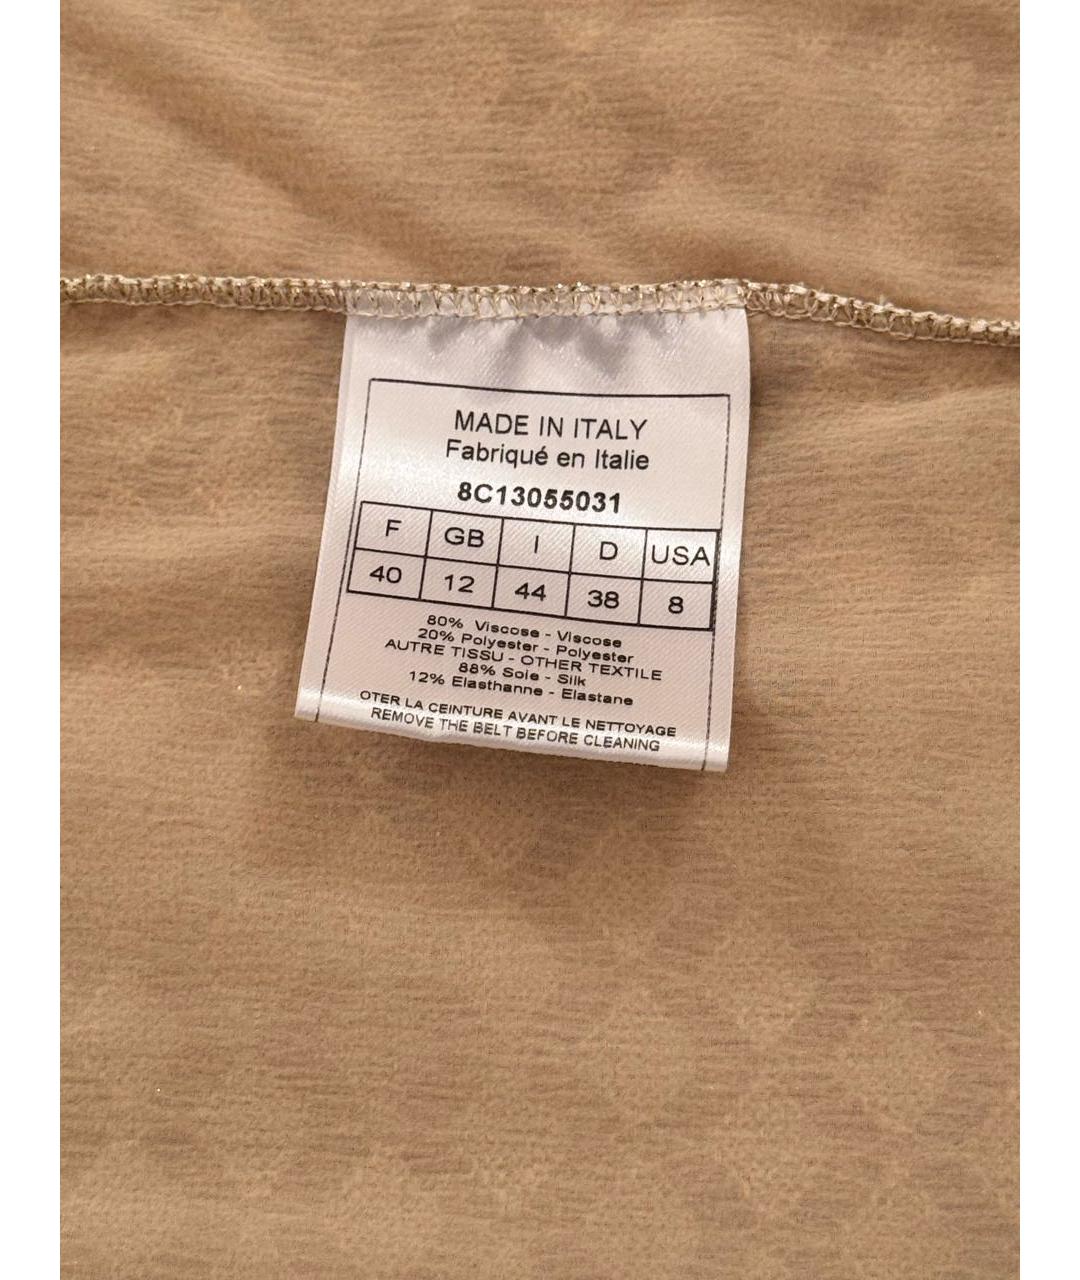 MADE IN ITALY
Fabriqué en Italie
8C13055031
F GB I D USA
40 12 44 38 8
80% Viscose - Viscose
20% Polyester - Polyester
AUTRE TISSU - OTHER TEXTILE
88% Soie - Silk
12% Elasthanne - Elastane
OTER LA CEINTURE AVANT LE NETTOYAGE
REMOVE THE BELT BEFORE CLEANING